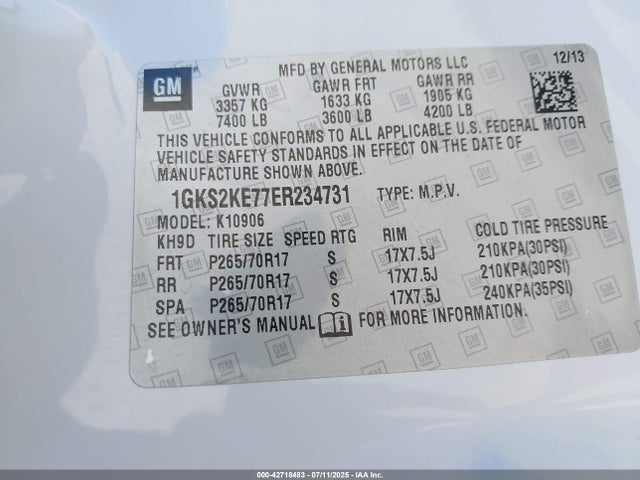 GM
MFD BY GENERAL MOTORS LLC 12/13
GVWR GAWR FRT GAWR RR
3357 KG 1633 KG 1905 KG
7400 LB 3600 LB 4200 LB
THIS VEHICLE CONFORMS TO ALL APPLICABLE U.S. FEDERAL MOTOR
VEHICLE SAFETY STANDARDS IN EFFECT ON THE DATE OF
MANUFACTURE SHOWN ABOVE.
1GKS2KE77ER234731 TYPE: M.P.V.
MODEL: K10906
KH9D TIRE SIZE SPEED RTG RIM COLD TIRE PRESSURE
FRT P265/70R17 S 17X7.5J 210KPA(30PSI)
RR P265/70R17 S 17X7.5J 210KPA(30PSI)
SPA P265/70R17 S 17X7.5J 240KPA(35PSI)
SEE OWNER'S MANUAL i FOR MORE INFORMATION.
000-42718483 - 07/11/2025 - IAAI.COM